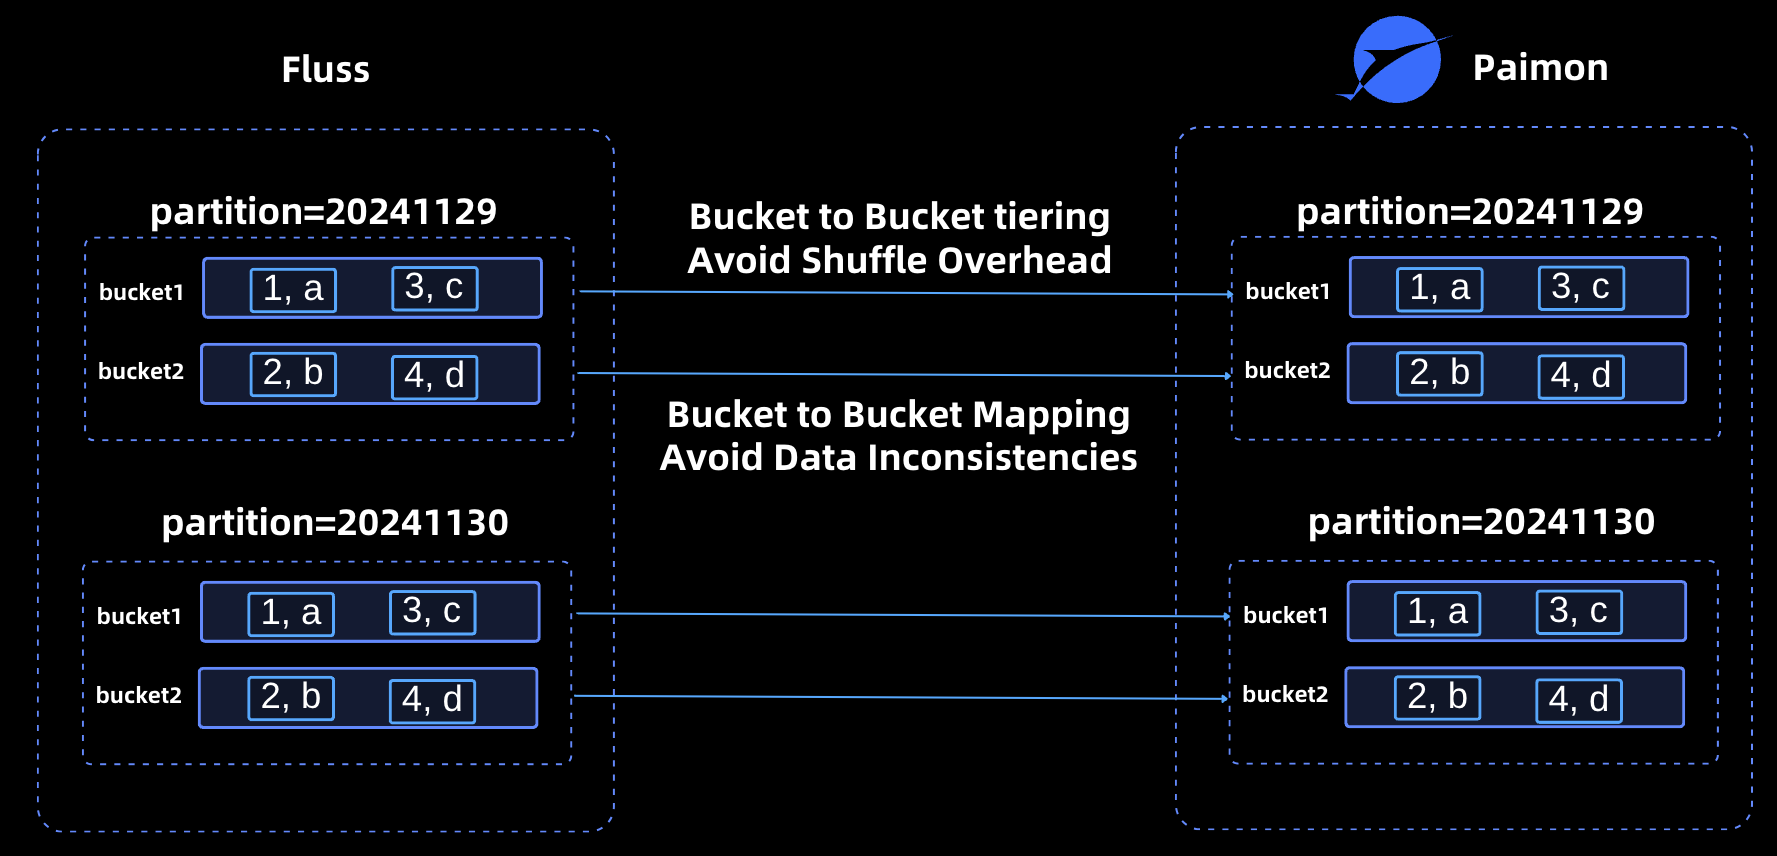 Fluss
Paimon
partition=20241129
bucket1
1, a
3, c
bucket2
2, b
4, d
partition=20241130
bucket1
1, a
3, c
bucket2
2, b
4, d
Bucket to Bucket tiering
Avoid Shuffle Overhead
Bucket to Bucket Mapping
Avoid Data Inconsistencies
partition=20241129
bucket1
1, a
3, c
bucket2
2, b
4, d
partition=20241130
bucket1
1, a
3, c
bucket2
2, b
4, d